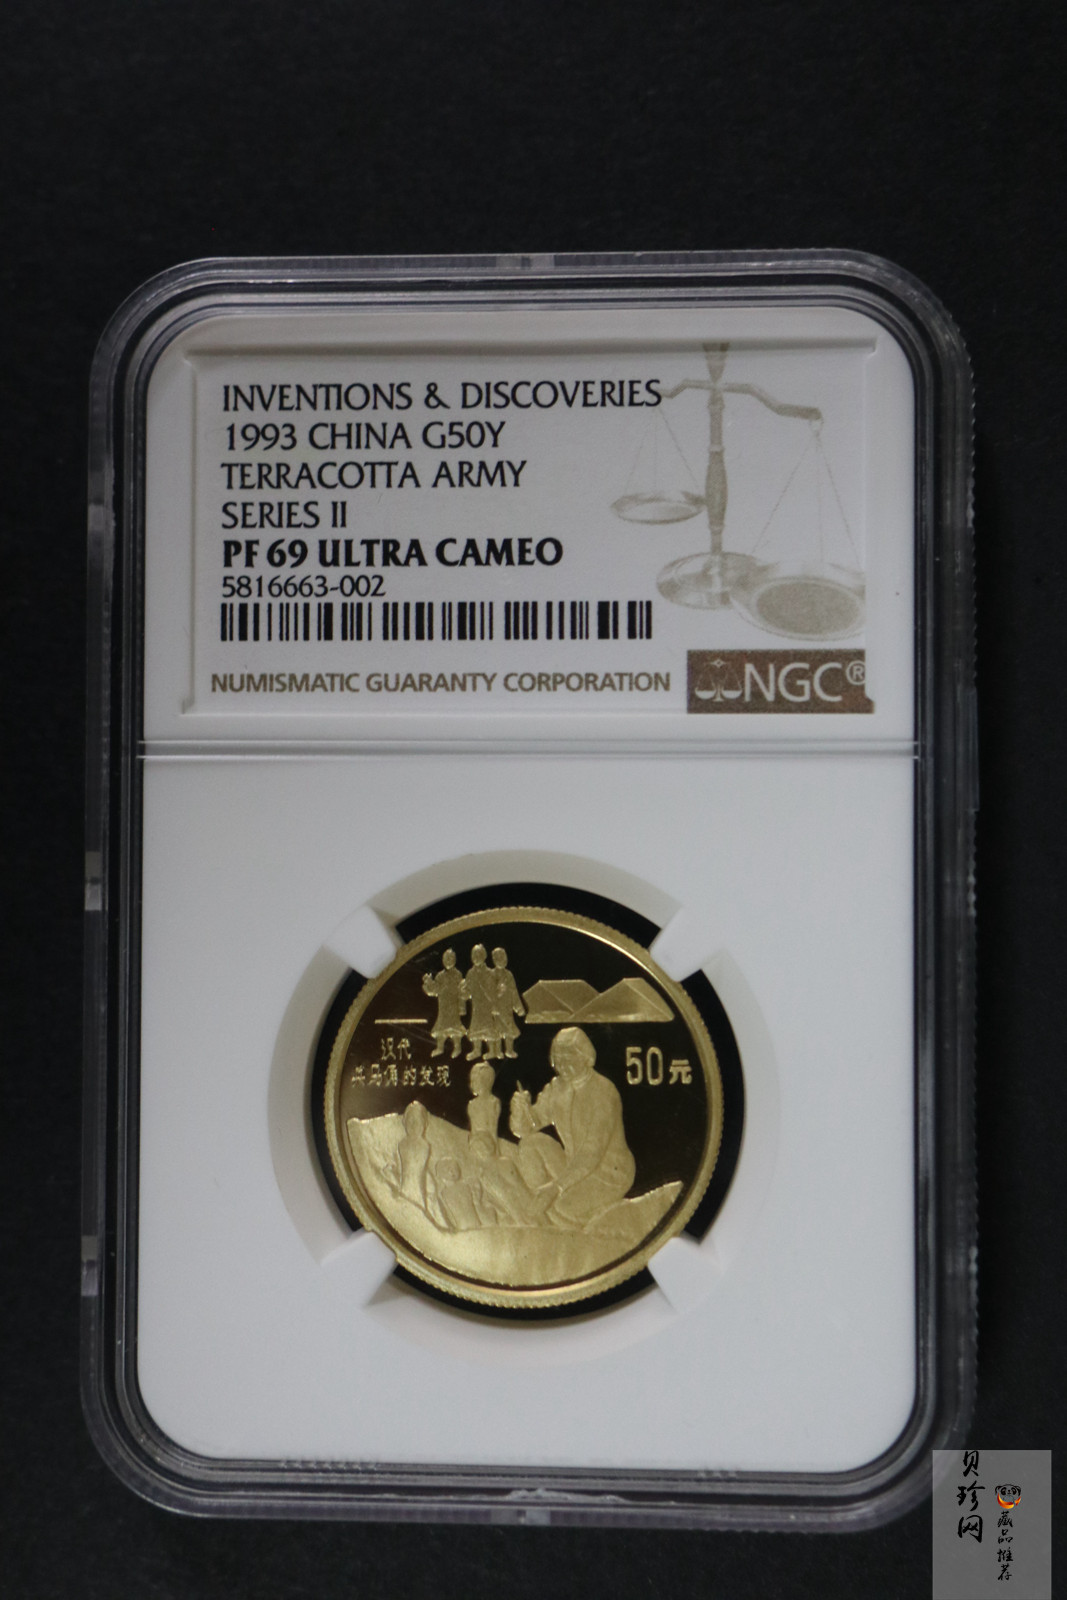 INVENTIONS & DISCOVERIES
1993 CHINA G50Y
TERRACOTTA ARMY
SERIES II
PF 69 ULTRA CAMEO
5816663-002
NUMISMATIC GUARANTY CORPORATION
NGC®
汉代
兵马俑的发现
50元
贝珍网
藏品推荐